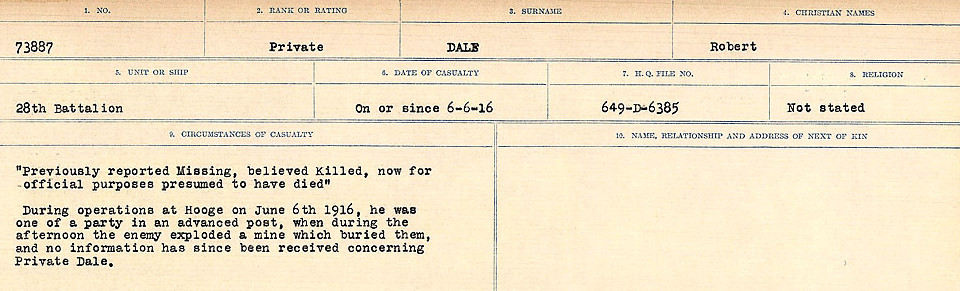 1. NO.
2. RANK OR RATING
3. SURNAME
4. CHRISTIAN NAMES
73887
Private
DALE
Robert
5. UNIT OR SHIP
6. DATE OF CASUALTY
7. H.Q. FILE NO.
8. RELIGION
28th Battalion
On or since 6-6-16
649-D-6385
Not stated
9. CIRCUMSTANCES OF CASUALTY
10. NAME, RELATIONSHIP AND ADDRESS OF NEXT OF KIN
"Previously reported Missing, believed Killed, now for
official purposes presumed to have died"
During operations at Hooge on June 6th 1916, he was
one of a party in an advanced post, when during the
afternoon the enemy exploded a mine which buried them,
and no information has since been received concerning
Private Dale.